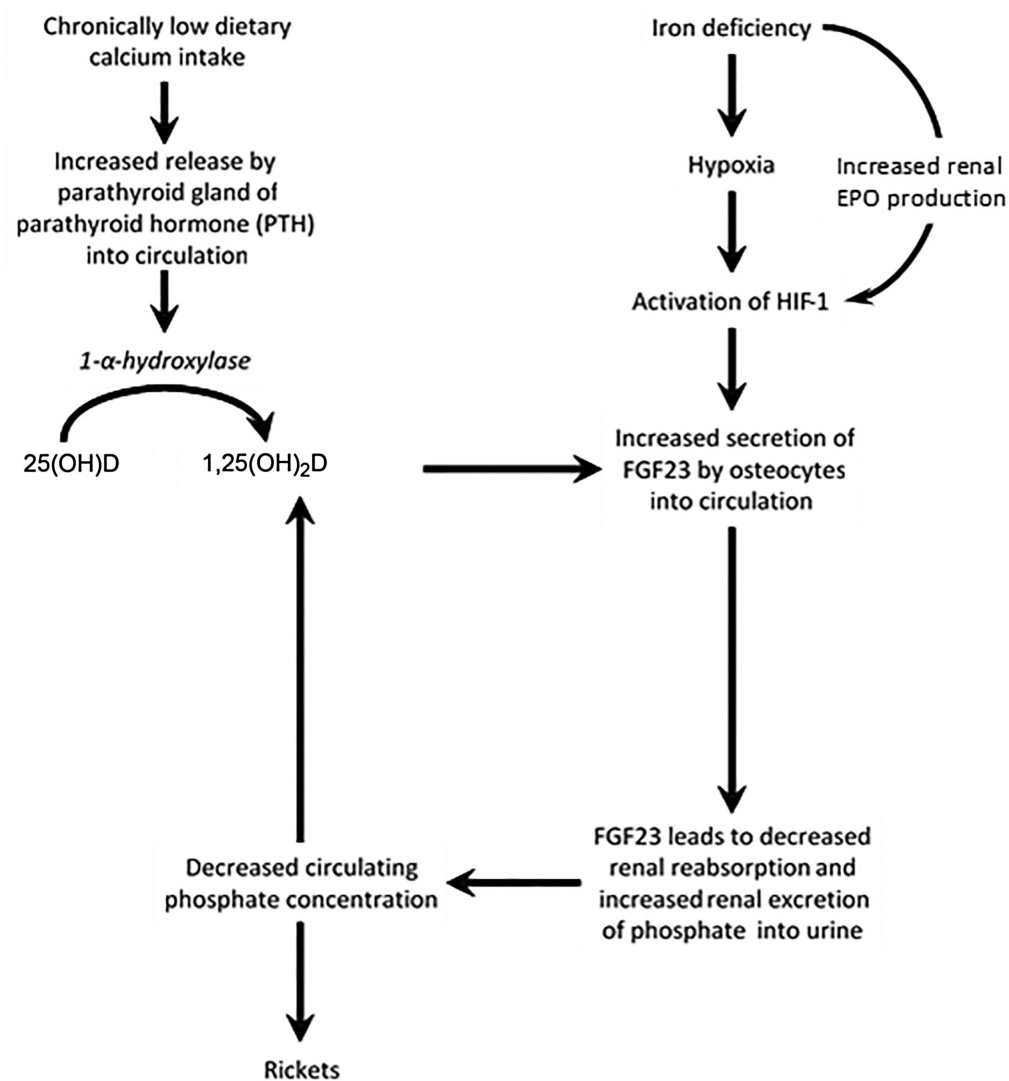 Chronically low dietary
calcium intake
Increased release by
parathyroid gland of
parathyroid hormone (PTH)
into circulation
1-α-hydroxylase
25(OH)D
1,25(OH)₂D
Iron deficiency
Hypoxia
Increased renal
EPO production
Activation of HIF-1
Increased secretion of
FGF23 by osteocytes
into circulation
FGF23 leads to decreased
renal reabsorption and
increased renal excretion
of phosphate into urine
Decreased circulating
phosphate concentration
Rickets